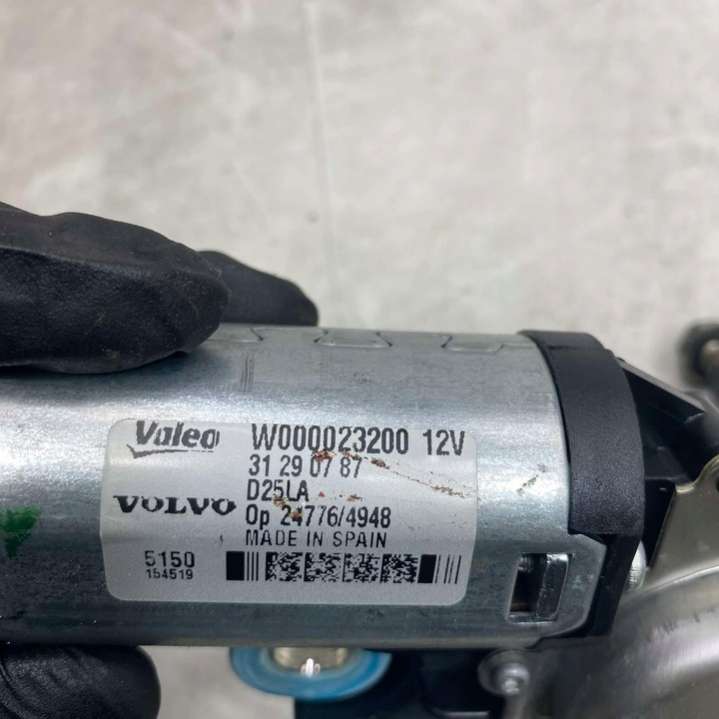 Valeo W000023200 12V
31 29 07 87
D25LA
VOLVO
Op 24776/4948
MADE IN SPAIN
5150
154519